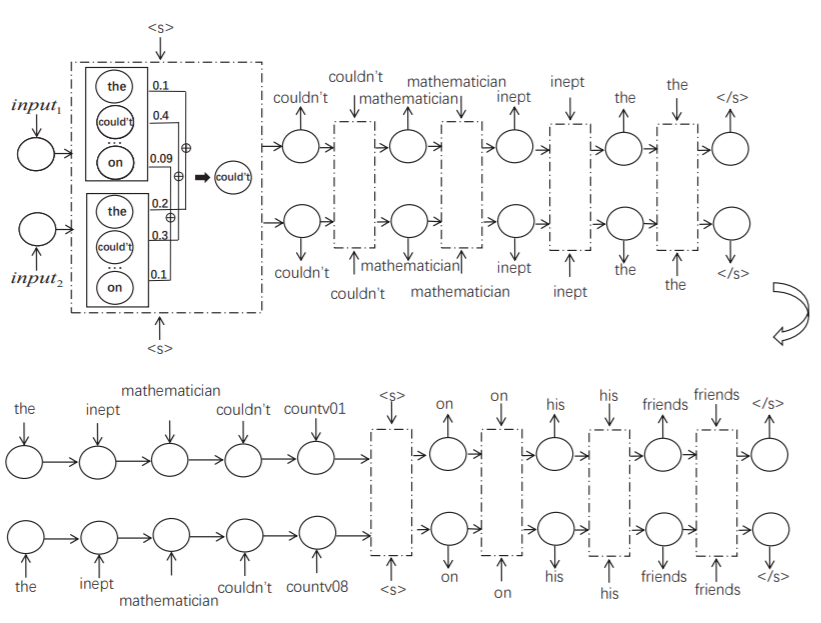 <s>
couldn't mathematician inept the
couldn't mathematician mathematician inept the </s>
input1
the 0.1
couldn't 0.4
...
on 0.09
could't
the 0.2
couldn't 0.3
...
on 0.1
input2
couldn't mathematician inept the </s>
couldn't mathematician inept the
<s>
mathematician
the inept couldn't countv01
<s> on on his his friends friends </s>
the inept mathematician couldn't countv08
<s> on on his his friends friends </s>